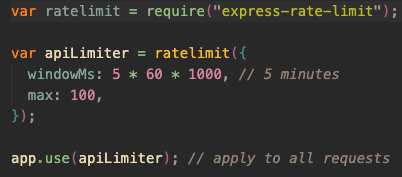 var ratelimit = require("express-rate-limit");
var apiLimiter = ratelimit({
  windowMs: 5 * 60 * 1000, // 5 minutes
  max: 100,
});
app.use(apiLimiter); // apply to all requests